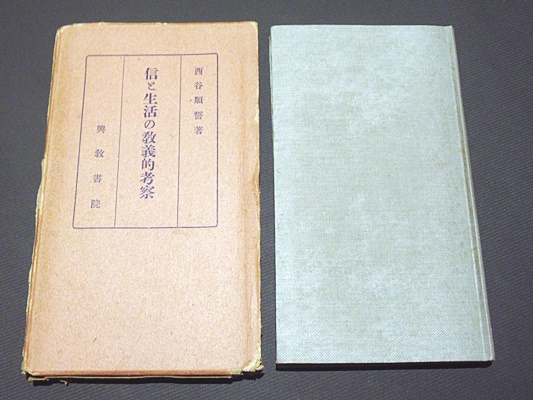 西谷順誓著
信と生活の教義的考察
興教書院